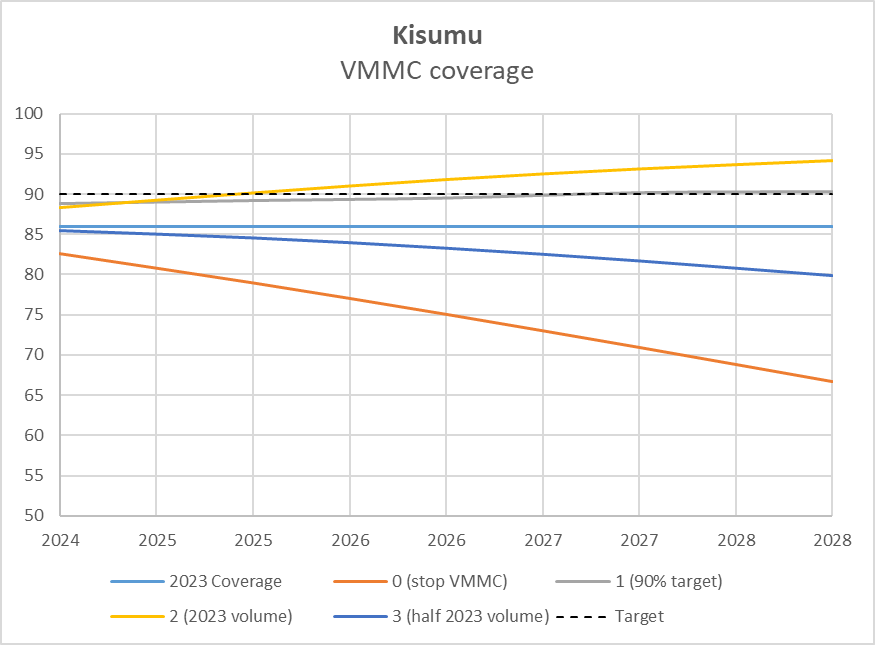 Kisumu
VMMC coverage
100
95
90
85
80
75
70
65
60
55
50
2024 2025 2025 2026 2026 2027 2027 2028 2028
2023 Coverage 0 (stop VMMC) 1 (90% target)
2 (2023 volume) 3 (half 2023 volume) Target